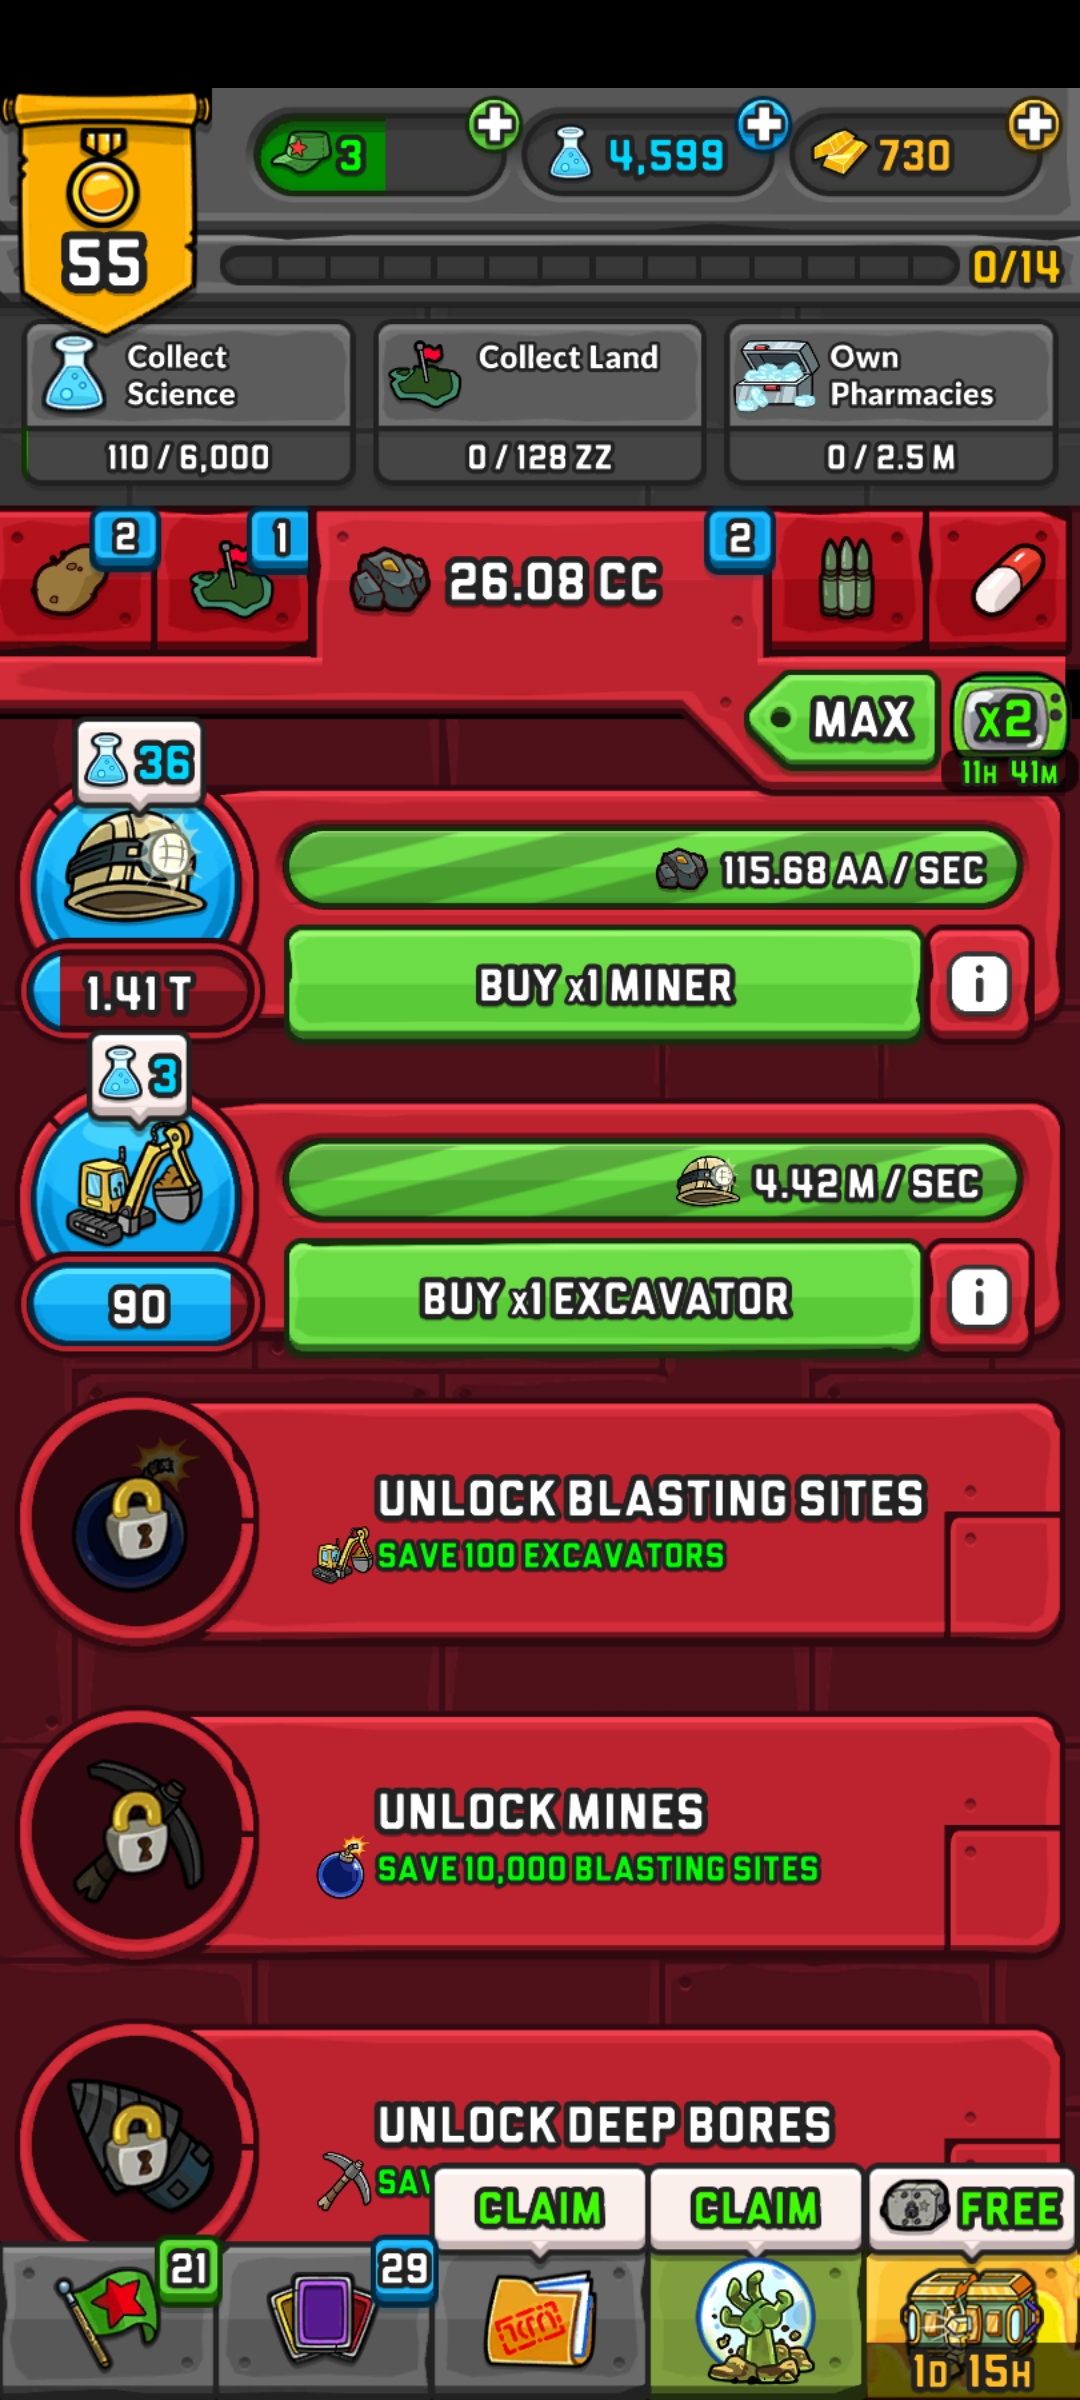 3
4,599
730
55
0/14
Collect
Science
110 / 6,000
Collect Land
0 / 128 ZZ
Own
Pharmacies
0 / 2.5 M
2
1
26.08 CC
2
MAX
x2
11H 41M
36
115.68 AA / SEC
1.41 T
BUY x1 MINER
i
3
4.42 M / SEC
90
BUY x1 EXCAVATOR
i
UNLOCK BLASTING SITES
SAVE 100 EXCAVATORS
UNLOCK MINES
SAVE 10,000 BLASTING SITES
UNLOCK DEEP BORES
CLAIM
CLAIM
FREE
21
29
1D 15H